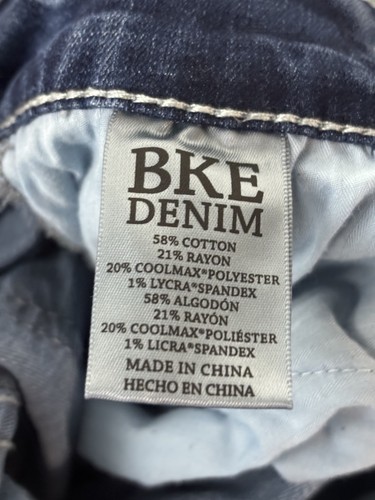 BKE
DENIM
58% COTTON
21% RAYON
20% COOLMAX®POLYESTER
1% LYCRA®SPANDEX
58% ALGODÓN
21% RAYÓN
20% COOLMAX®POLIÉSTER
1% LICRA®SPANDEX
MADE IN CHINA
HECHO EN CHINA